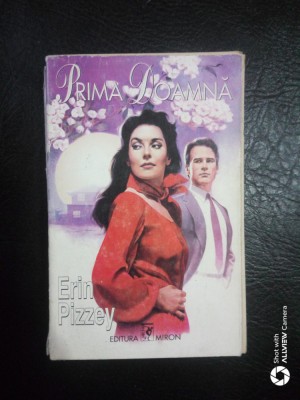 PRIMA DOAMNĂ
Erin
Pizzey
EDITURA MIRON
Shot with
ALLVIEW Camera